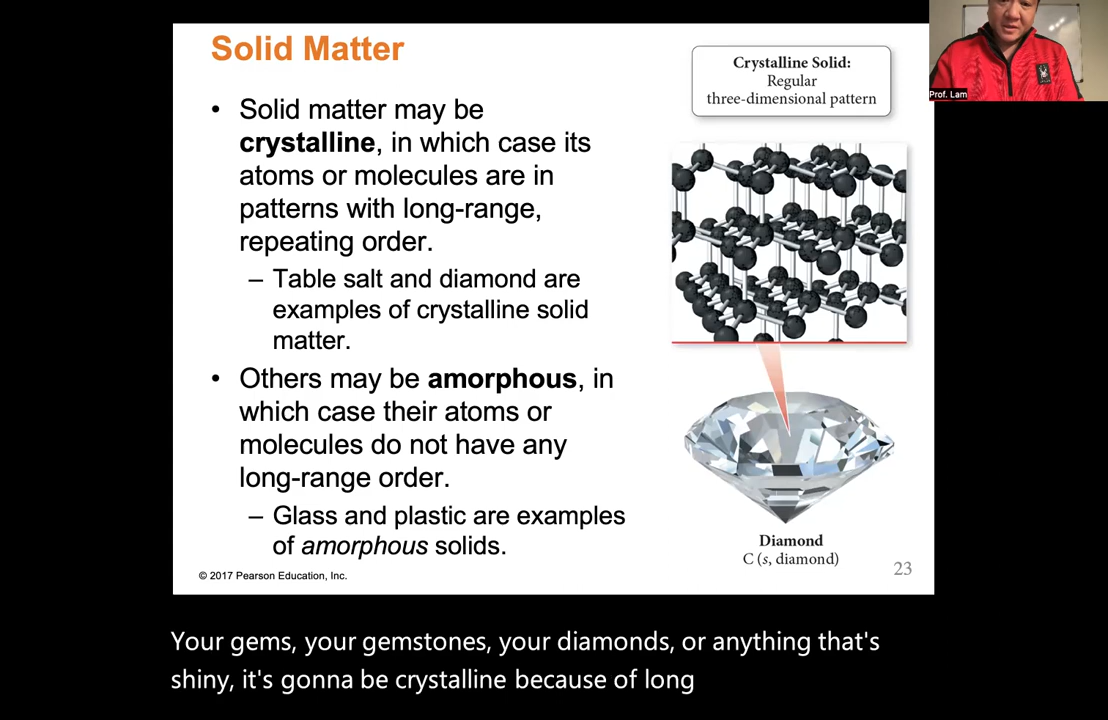 Solid Matter
• Solid matter may be
crystalline, in which case its
atoms or molecules are in
patterns with long-range,
repeating order.
– Table salt and diamond are
examples of crystalline solid
matter.
• Others may be amorphous, in
which case their atoms or
molecules do not have any
long-range order.
– Glass and plastic are examples
of amorphous solids.
© 2017 Pearson Education, Inc.
Crystalline Solid:
Regular
three-dimensional pattern
Diamond
C (s, diamond)
23
Prof. Lam
Your gems, your gemstones, your diamonds, or anything that's
shiny, it's gonna be crystalline because of long